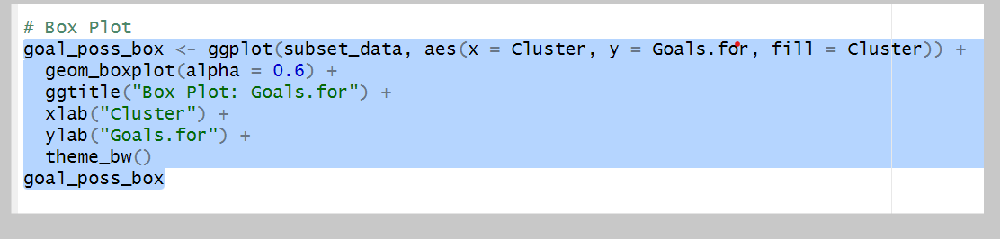 # Box Plot
goal_poss_box <- ggplot(subset_data, aes(x = Cluster, y = Goals.for, fill = Cluster)) +
  geom_boxplot(alpha = 0.6) +
  ggtitle("Box Plot: Goals.for") +
  xlab("Cluster") +
  ylab("Goals.for") +
  theme_bw()
goal_poss_box